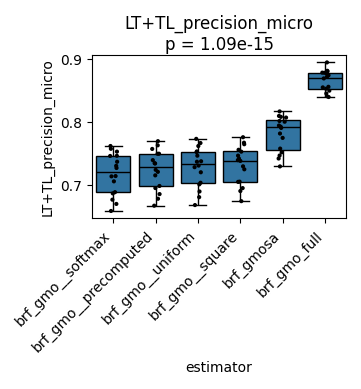 LT+TL_precision_micro
p = 1.09e-15
LT+TL_precision_micro
0.9
0.8
0.7
brf_gmo__softmax
brf_gmo__precomputed
brf_gmo__uniform
brf_gmo__square
brf_gmosa
brf_gmo_full
estimator